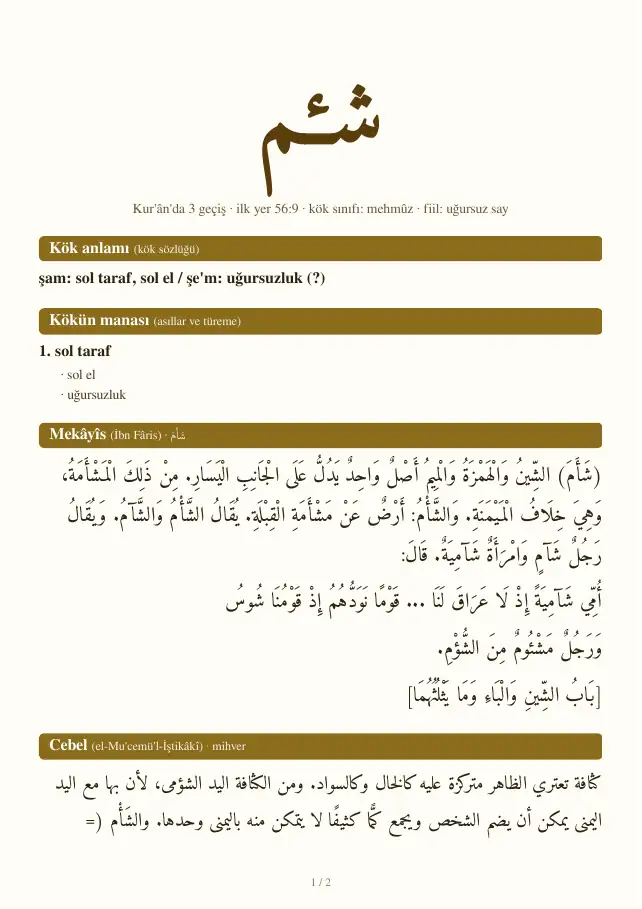 شئم
Kur'ân'da 3 geçiş · ilk yer 56:9 · kök sınıfı: mehmûz · fiil: uğursuz say
Kök anlamı (kök sözlüğü)
şam: sol taraf, sol el / şe'm: uğursuzluk (?)
Kökün manası (asıllar ve türeme)
1. sol taraf
· sol el
· uğursuzluk
Mekâyîs (İbn Fâris) · شَأَمَ
(شَأَمَ) الشِّينُ وَالْهَمْزَةُ وَالْمِيمُ أَصْلٌ وَاحِدٌ يَدُلُّ عَلَى الْجَانِبِ الْيَسَارِ. مِنْ ذَلِكَ الْمَشْأَمَةُ،
وَهِيَ خِلَافُ الْمَيْمَنَةِ. وَالشَّأْمُ: أَرْضٌ عَنْ مَشْأَمَةِ الْقِبْلَةِ. يُقَالُ الشَّأْمُ وَالشَّآمُ. وَيُقَالُ
رَجُلٌ شَآمٍ وَامْرَأَةٌ شَآمِيَةٌ. قَالَ:
أُمِّي شَآمِيَةً إِذْ لَا عَرَاقَ لَنَا ... قَوْمًا نَوَدُّهُمُ إِذْ قَوْمُنَا شُوسُ
وَرَجُلٌ مَشْئُومٌ مِنَ الشُّؤْمِ.
[بَابُ الشِّينِ وَالْبَاءِ وَمَا يَثْلُثُهُمَا]
Cebel (el-Mu'cemü'l-İştikâkî) · mihver
كثافة تعتري الظاهر متركزة عليه كالخال وكالسواد. ومن الكثافة اليد الشؤمى، لأن بها مع اليد
اليمنى يمكن أن يضم الشخص ويجمع كمًّا كثيفًا لا يتمكن منه باليمنى وحدها. والشَأْم (=
1 / 2